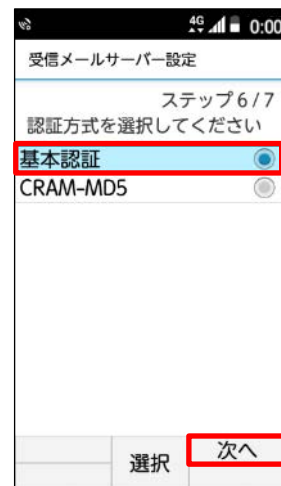 4G 0:00
受信メールサーバー設定
ステップ6/7
認証方式を選択してください
基本認証
CRAM-MD5
選択
次へ